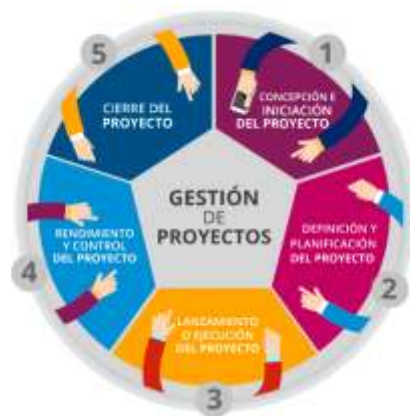 1
CONCEPCIÓN E
INICIACIÓN
DEL PROYECTO
2
DEFINICIÓN Y
PLANIFICACIÓN
DEL PROYECTO
3
LANZAMIENTO
O EJECUCIÓN
DEL PROYECTO
4
RENDIMIENTO
Y CONTROL
DEL PROYECTO
5
CIERRE DEL
PROYECTO
GESTIÓN
DE
PROYECTOS